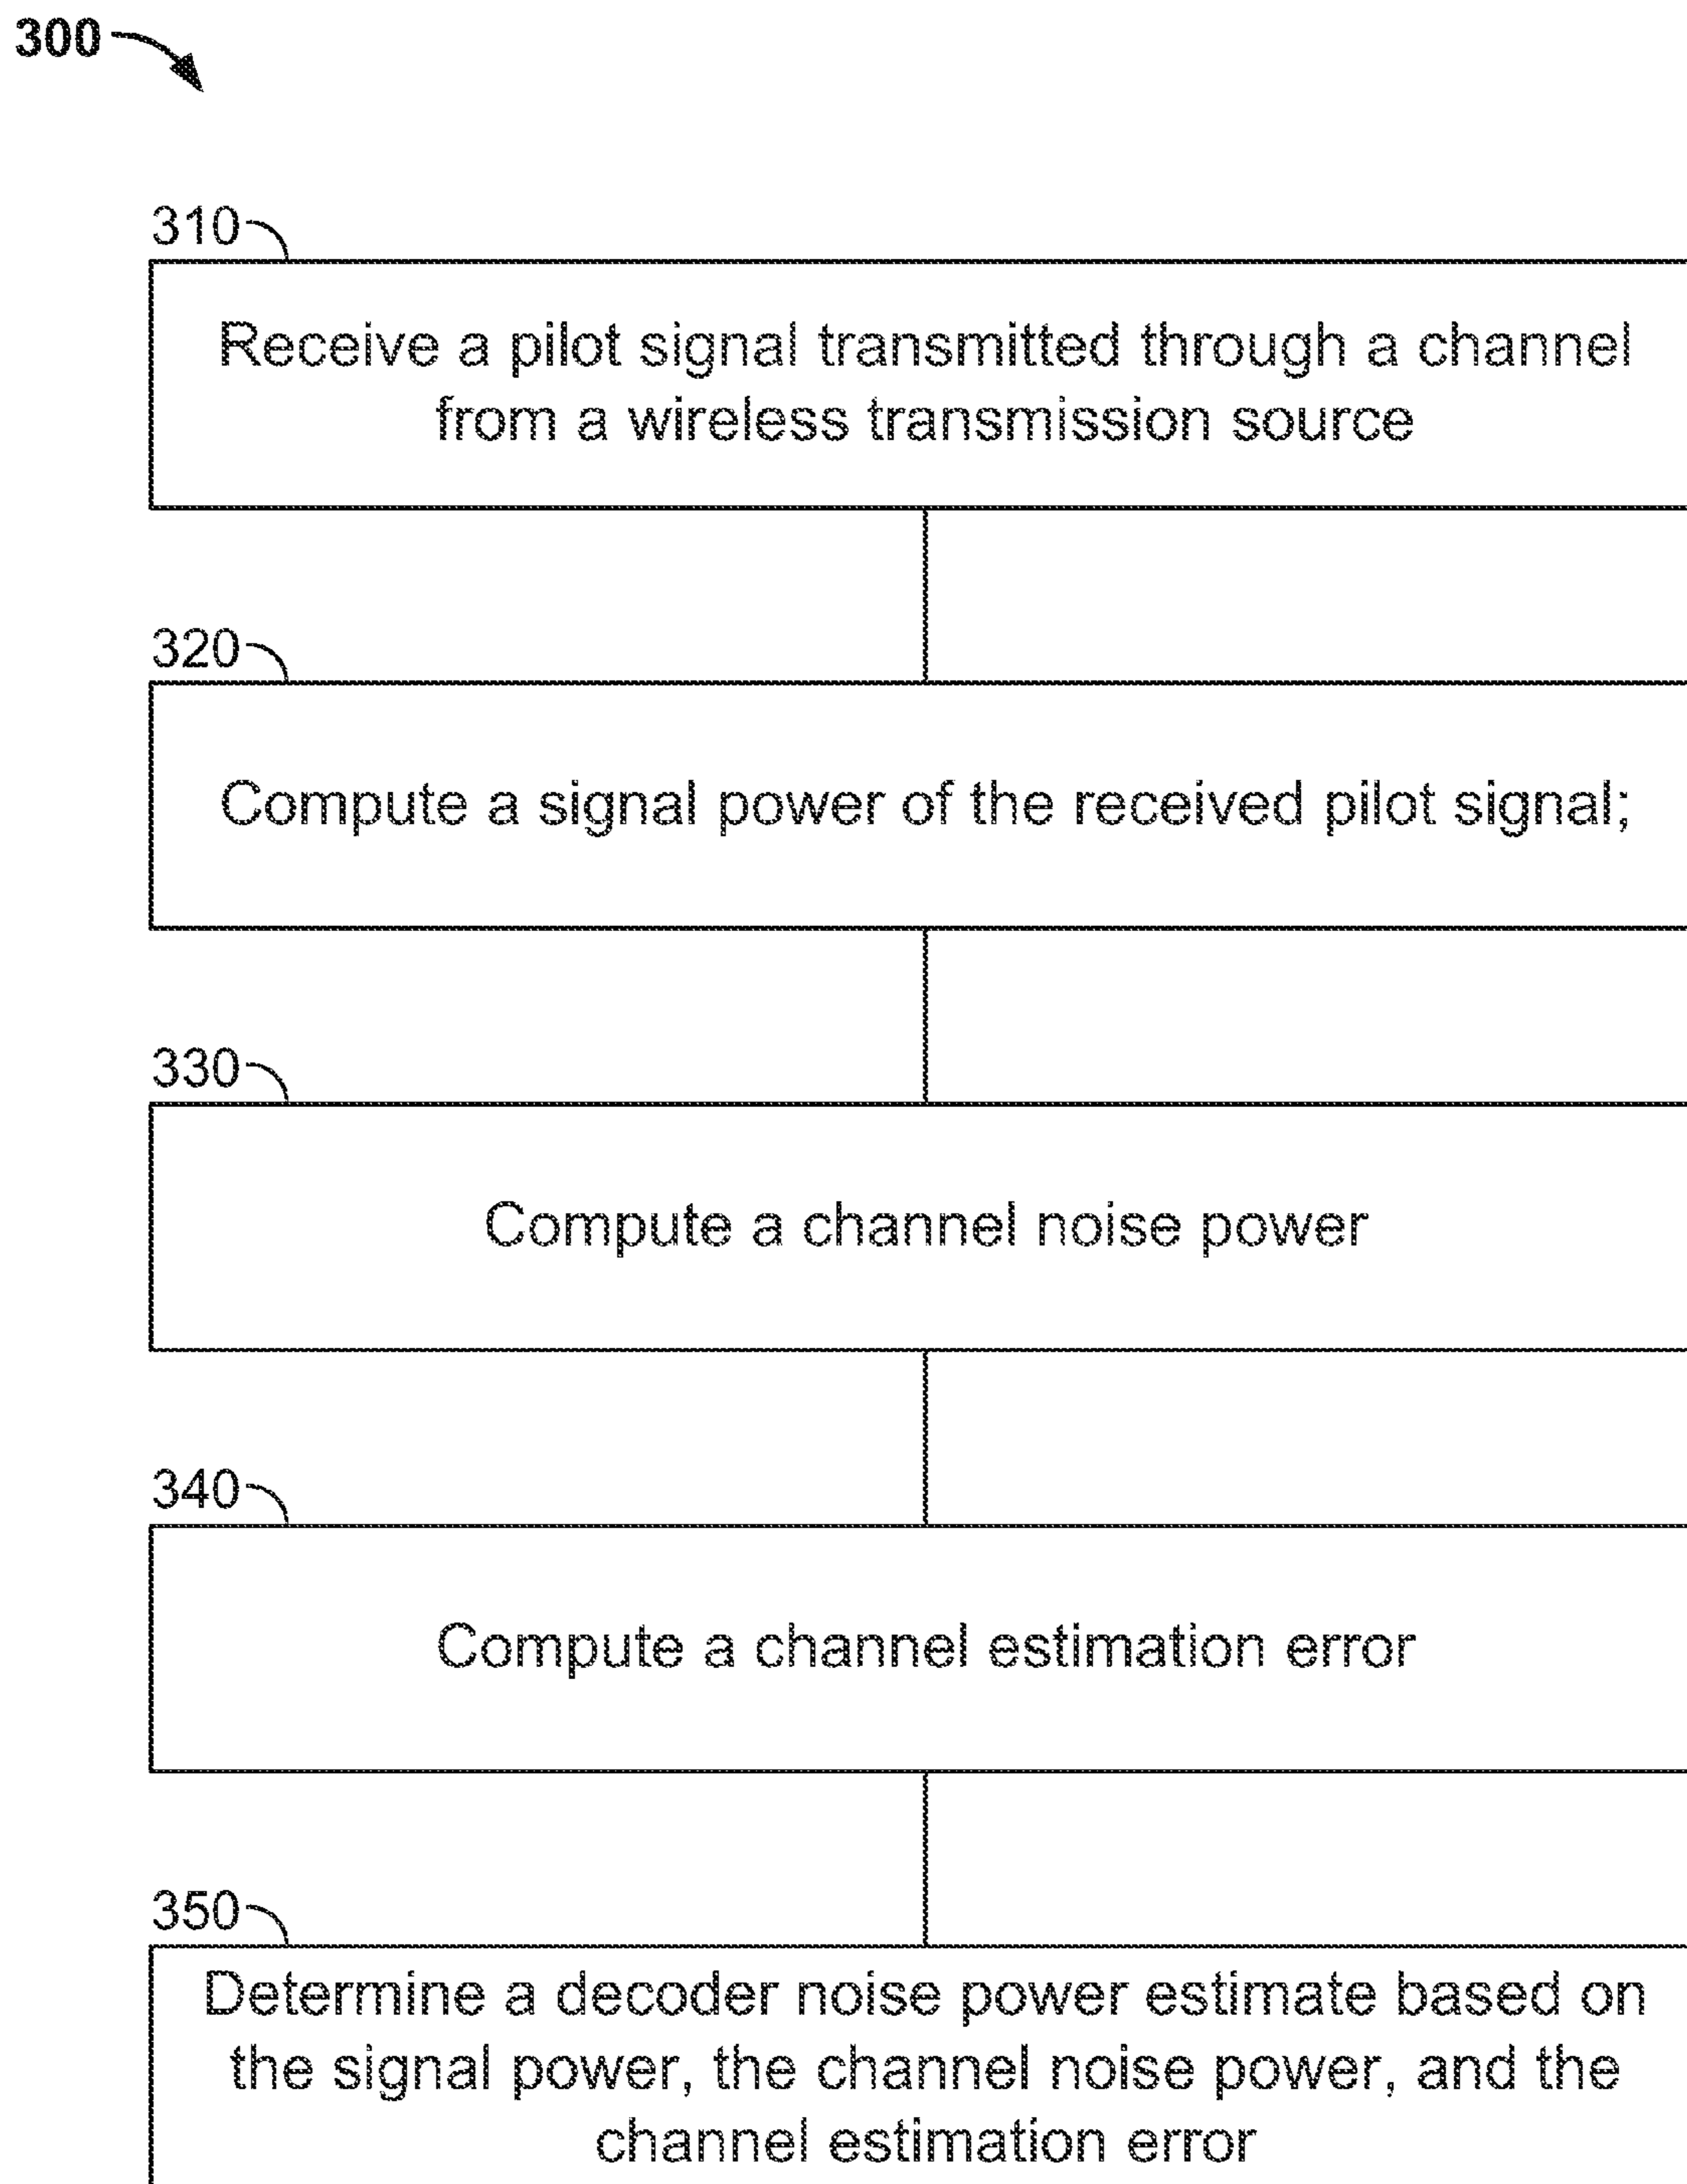 300
310
Receive a pilot signal transmitted through a channel
from a wireless transmission source
320
Compute a signal power of the received pilot signal;
330
Compute a channel noise power
340
Compute a channel estimation error
350
Determine a decoder noise power estimate based on
the signal power, the channel noise power, and the
channel estimation error